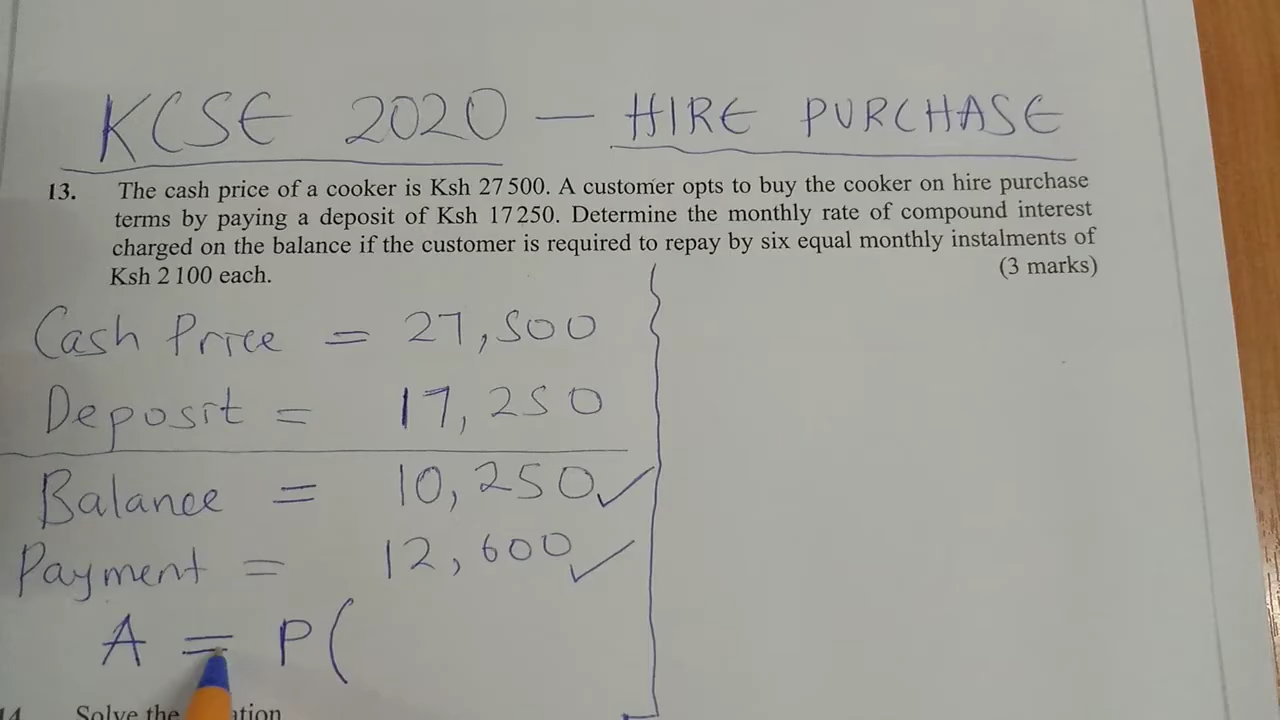 KCSE 2020 — HIRE PURCHASE
13. The cash price of a cooker is Ksh 27 500. A customer opts to buy the cooker on hire purchase
terms by paying a deposit of Ksh 17 250. Determine the monthly rate of compound interest
charged on the balance if the customer is required to repay by six equal monthly instalments of
Ksh 2 100 each. (3 marks)
Cash Price = 27,500
Deposit = 17,250
Balance = 10,250 ✓
Payment = 12,600 ✓
A = P(
14. Solve the